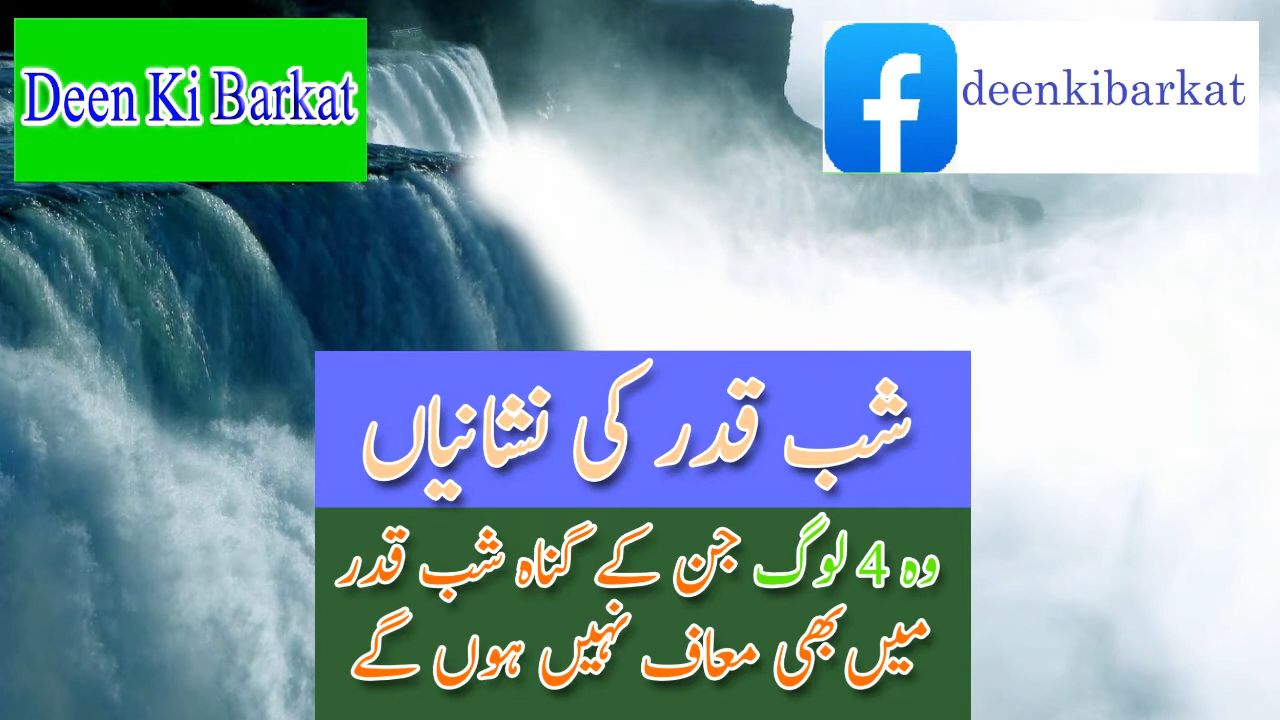 Deen Ki Barkat
deenkibarkat
شب قدر کی نشانیاں
وہ 4 لوگ جن کے گناہ شب قدر
میں بھی معاف نہیں ہوں گے